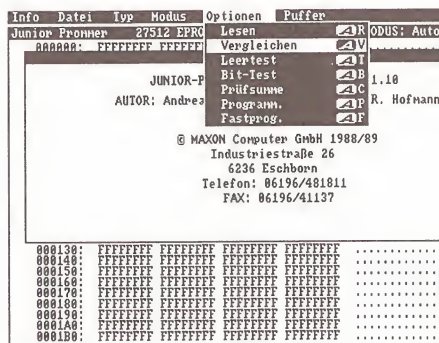 Info Datei Typ Modus Optionen Puffer
Junior Prommer 27512 EPRO ODUS: Auto
Lesen R
Vergleichen V
Leertest T
Bit-Test B
Prüfsumme C
Programm. P
Fastprog. F
000000: FFFFFFFF FFFFFF
JUNIOR-P 1.10
AUTOR: Andrea R. Hofmann
© MAXON Computer GmbH 1988/89
Industriestraße 26
6236 Eschborn
Telefon: 06196/481811
FAX: 06196/41137
000130: FFFFFFFF FFFFFFFF FFFFFFFF FFFFFFFF ............
000140: FFFFFFFF FFFFFFFF FFFFFFFF FFFFFFFF ............
000150: FFFFFFFF FFFFFFFF FFFFFFFF FFFFFFFF ............
000160: FFFFFFFF FFFFFFFF FFFFFFFF FFFFFFFF ............
000170: FFFFFFFF FFFFFFFF FFFFFFFF FFFFFFFF ............
000180: FFFFFFFF FFFFFFFF FFFFFFFF FFFFFFFF ............
000190: FFFFFFFF FFFFFFFF FFFFFFFF FFFFFFFF ............
0001A0: FFFFFFFF FFFFFFFF FFFFFFFF FFFFFFFF ............
0001B0: FFFFFFFF FFFFFFFF FFFFFFFF FFFFFFFF ............